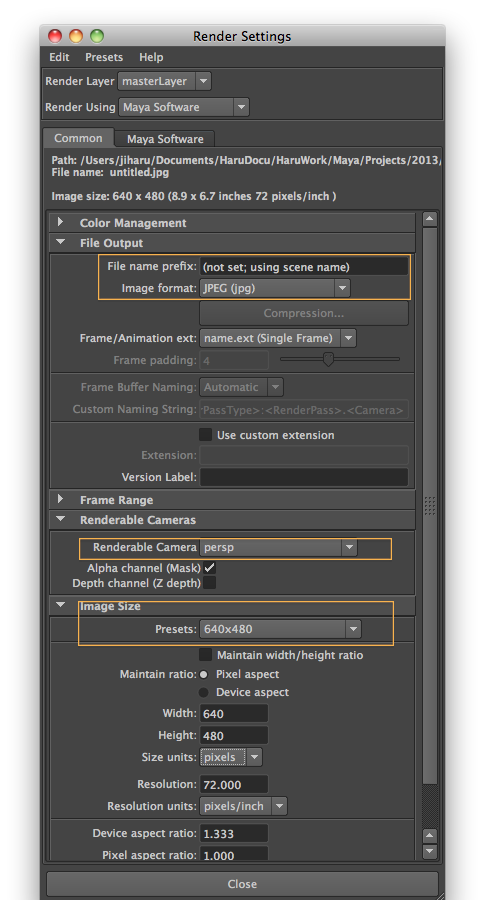 Render Settings
Edit Presets Help
Render Layer masterLayer
Render Using Maya Software
Common Maya Software
Path: /Users/jiharu/Documents/HaruDocu/HaruWork/Maya/Projects/2013/
File name: untitled.jpg
Image size: 640 x 480 (8.9 x 6.7 inches 72 pixels/inch )
Color Management
File Output
File name prefix: (not set; using scene name)
Image format: JPEG (jpg)
Compression...
Frame/Animation ext: name.ext (Single Frame)
Frame padding: 4
Frame Buffer Naming: Automatic
Custom Naming String: PassType>:<RenderPass>.<Camera>
Use custom extension
Extension:
Version Label:
Frame Range
Renderable Cameras
Renderable Camera persp
Alpha channel (Mask)
Depth channel (Z depth)
Image Size
Presets: 640x480
Maintain width/height ratio
Maintain ratio: Pixel aspect
Device aspect
Width: 640
Height: 480
Size units: pixels
Resolution: 72.000
Resolution units: pixels/inch
Device aspect ratio: 1.333
Pixel aspect ratio: 1.000
Close